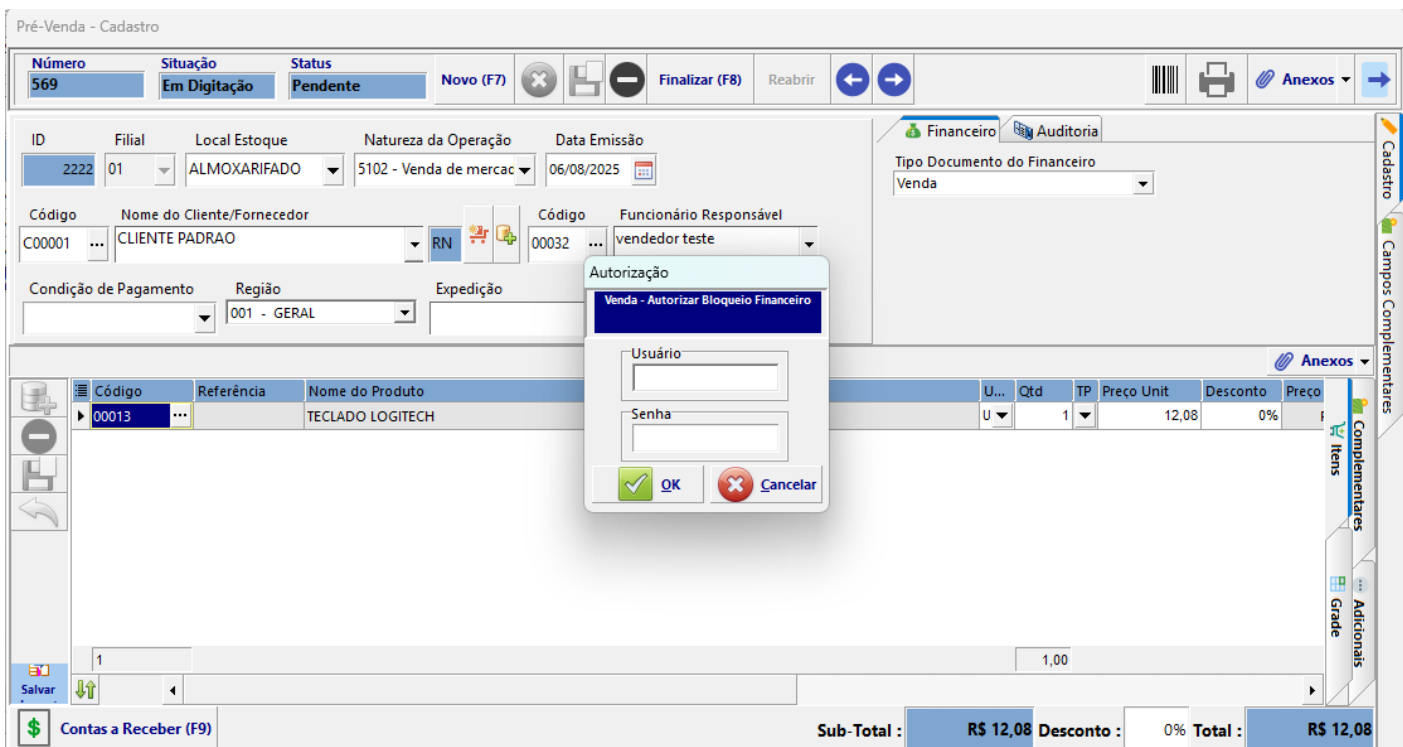 Pré-Venda - Cadastro
Número Situação Status
569 Em Digitação Pendente Novo (F7) Finalizar (F8) Reabrir Anexos
ID Filial Local Estoque Natureza da Operação Data Emissão
2222 01 ALMOXARIFADO 5102 - Venda de mercac 06/08/2025
Código Nome do Cliente/Fornecedor Código Funcionário Responsável
C00001 ... CLIENTE PADRAO RN 00032 ... vendedor teste
Condição de Pagamento Região Expedição
001 - GERAL
Financeiro Auditoria
Tipo Documento do Financeiro
Venda
Cadastro
Campos Complementares
Autorização
Venda - Autorizar Bloqueio Financeiro
Usuário
Senha
OK Cancelar
Anexos
Código Referência Nome do Produto U... Qtd TP Preço Unit Desconto Preço
00013 ... TECLADO LOGITECH U 1 12,08 0%
Itens
Grade
Complementares
Adicionais
1 1,00
Salvar
$ Contas a Receber (F9) Sub-Total : R$ 12,08 Desconto : 0% Total : R$ 12,08